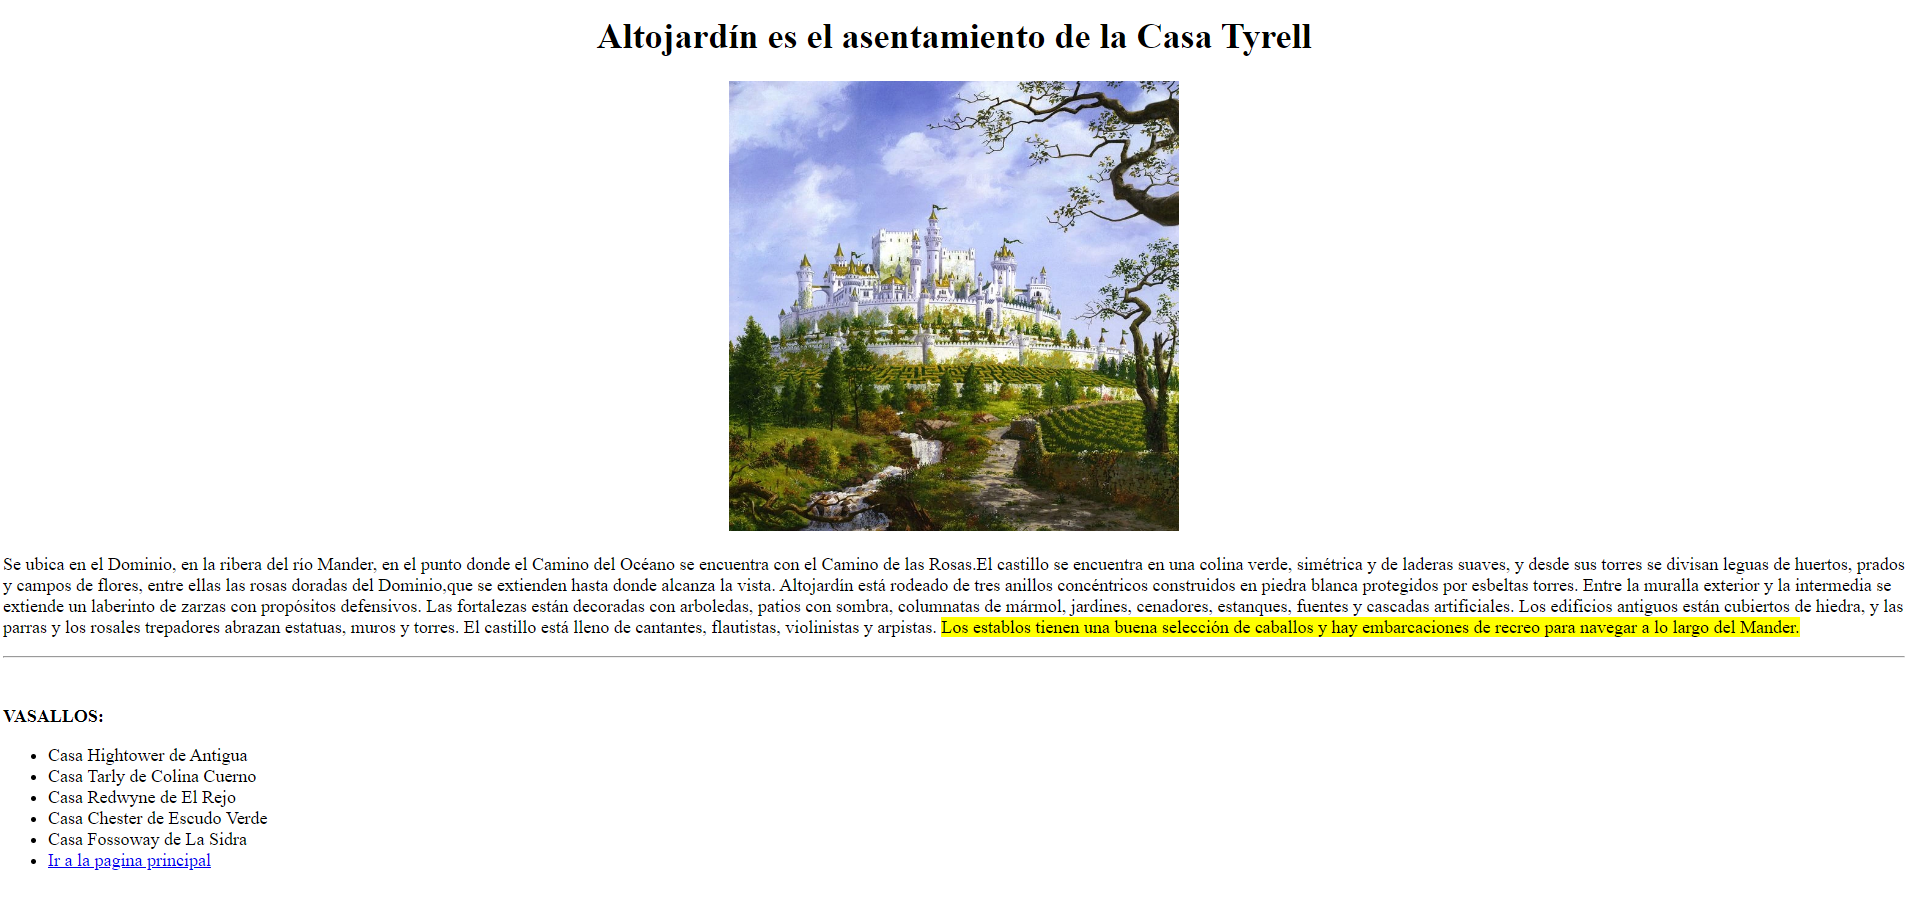 Altojardín es el asentamiento de la Casa Tyrell
Se ubica en el Dominio, en la ribera del río Mander, en el punto donde el Camino del Océano se encuentra con el Camino de las Rosas.El castillo se encuentra en una colina verde, simétrica y de laderas suaves, y desde sus torres se divisan leguas de huertos, prados
y campos de flores, entre ellas las rosas doradas del Dominio,que se extienden hasta donde alcanza la vista. Altojardín está rodeado de tres anillos concéntricos construidos en piedra blanca protegidos por esbeltas torres. Entre la muralla exterior y la intermedia se
extiende un laberinto de zarzas con propósitos defensivos. Las fortalezas están decoradas con arboledas, patios con sombra, columnatas de mármol, jardines, cenadores, estanques, fuentes y cascadas artificiales. Los edificios antiguos están cubiertos de hiedra, y las
parras y los rosales trepadores abrazan estatuas, muros y torres. El castillo está lleno de cantantes, flautistas, violinistas y arpistas. Los establos tienen una buena selección de caballos y hay embarcaciones de recreo para navegar a lo largo del Mander.
VASALLOS:
• Casa Hightower de Antigua
• Casa Tarly de Colina Cuerno
• Casa Redwyne de El Rejo
• Casa Chester de Escudo Verde
• Casa Fossoway de La Sidra
• Ir a la pagina principal